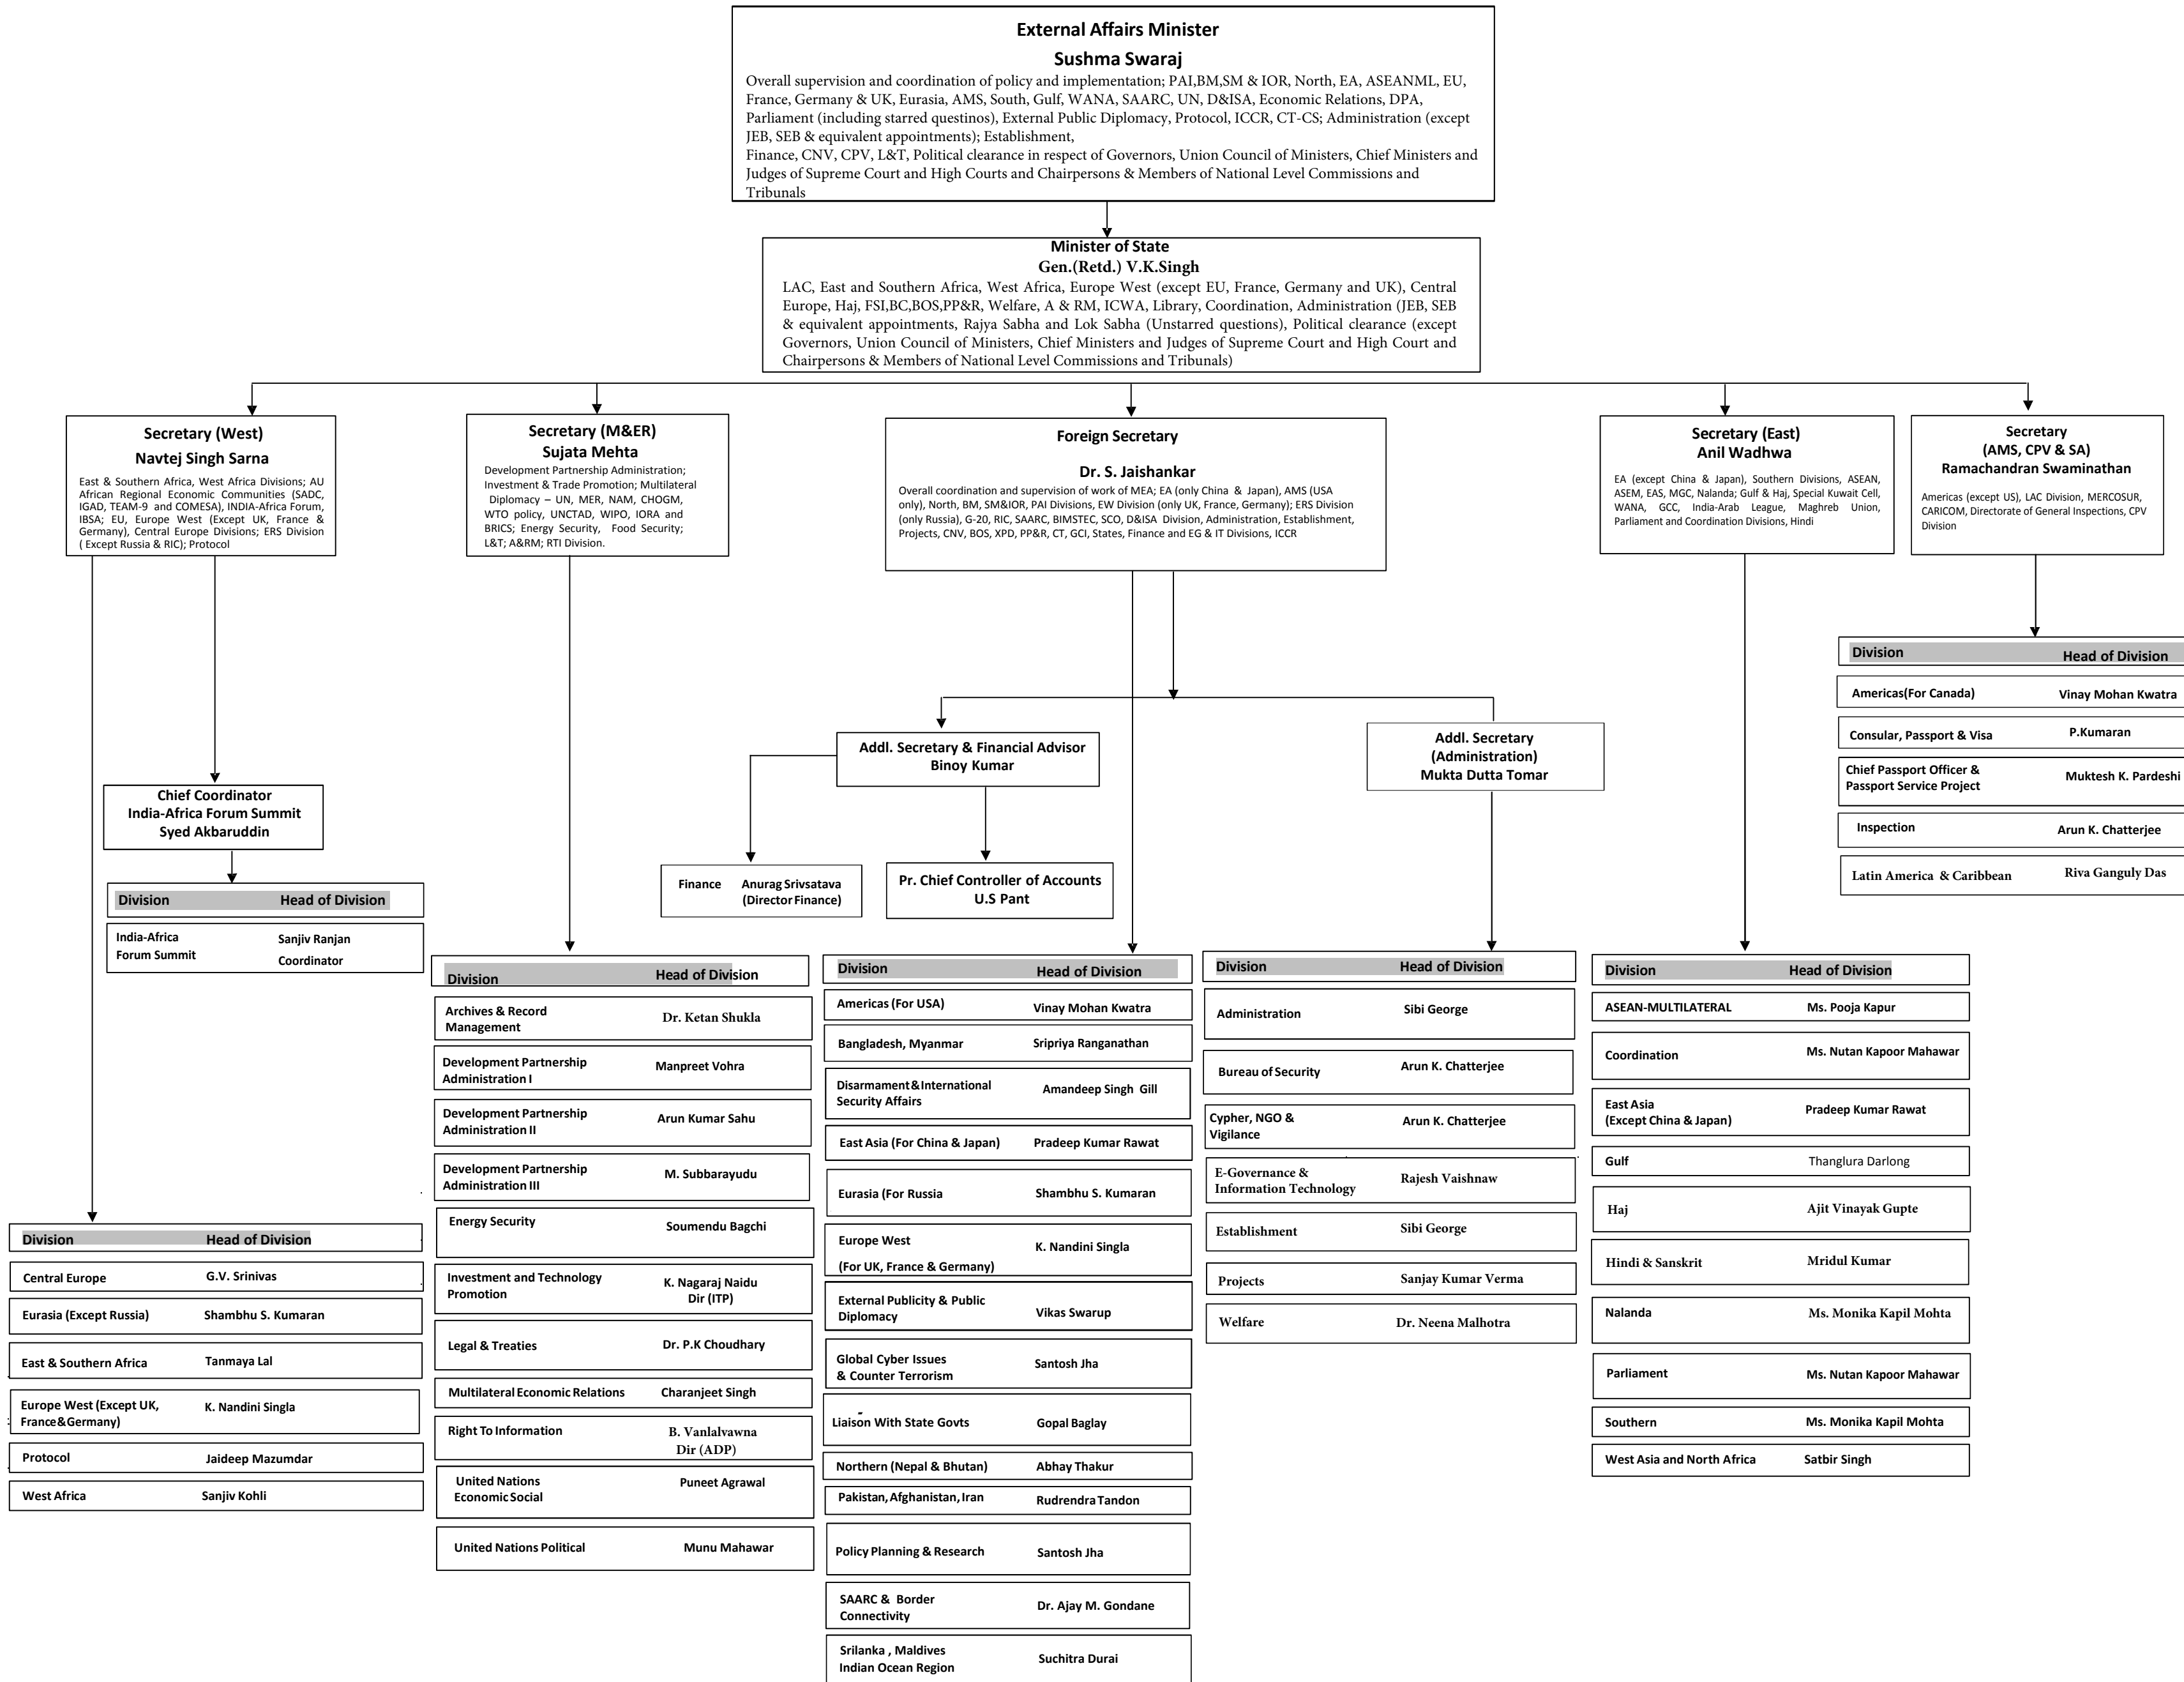 External Affairs Minister
Sushma Swaraj
Overall supervision and coordination of policy and implementation; PAI,BM,SM & IOR, North, EA, ASEANML, EU,
France, Germany & UK, Eurasia, AMS, South, Gulf, WANA, SAARC, UN, D&ISA, Economic Relations, DPA,
Parliament (including starred questinos), External Public Diplomacy, Protocol, ICCR, CT-CS; Administration (except
JEB, SEB & equivalent appointments); Establishment,
Finance, CNV, CPV, L&T, Political clearance in respect of Governors, Union Council of Ministers, Chief Ministers and
Judges of Supreme Court and High Courts and Chairpersons & Members of National Level Commissions and
Tribunals
Minister of State
Gen.(Retd.) V.K.Singh
LAC, East and Southern Africa, West Africa, Europe West (except EU, France, Germany and UK), Central
Europe, Haj, FSI,BC,BOS,PP&R, Welfare, A & RM, ICWA, Library, Coordination, Administration (JEB, SEB
& equivalent appointments, Rajya Sabha and Lok Sabha (Unstarred questions), Political clearance (except
Governors, Union Council of Ministers, Chief Ministers and Judges of Supreme Court and High Court and
Chairpersons & Members of National Level Commissions and Tribunals)
Secretary (West)
Navtej Singh Sarna
East & Southern Africa, West Africa Divisions; AU
African Regional Economic Communities (SADC,
IGAD, TEAM-9 and COMESA), INDIA-Africa Forum,
IBSA; EU, Europe West (Except UK, France &
Germany), Central Europe Divisions; ERS Division
( Except Russia & RIC); Protocol
Secretary (M&ER)
Sujata Mehta
Development Partnership Administration;
Investment & Trade Promotion; Multilateral
Diplomacy – UN, MER, NAM, CHOGM,
WTO policy, UNCTAD, WIPO, IORA and
BRICS; Energy Security, Food Security;
L&T; A&RM; RTI Division.
Foreign Secretary
Dr. S. Jaishankar
Overall coordination and supervision of work of MEA; EA (only China & Japan), AMS (USA
only), North, BM, SM&IOR, PAI Divisions, EW Division (only UK, France, Germany); ERS Division
(only Russia), G-20, RIC, SAARC, BIMSTEC, SCO, D&ISA Division, Administration, Establishment,
Projects, CNV, BOS, XPD, PP&R, CT, GCI, States, Finance and EG & IT Divisions, ICCR
Secretary (East)
Anil Wadhwa
EA (except China & Japan), Southern Divisions, ASEAN,
ASEM, EAS, MGC, Nalanda; Gulf & Haj, Special Kuwait Cell,
WANA, GCC, India-Arab League, Maghreb Union,
Parliament and Coordination Divisions, Hindi
Secretary
(AMS, CPV & SA)
Ramachandran Swaminathan
Americas (except US), LAC Division, MERCOSUR,
CARICOM, Directorate of General Inspections, CPV
Division
Division Head of Division
Americas(For Canada) Vinay Mohan Kwatra
Consular, Passport & Visa P.Kumaran
Chief Passport Officer &
Passport Service Project Muktesh K. Pardeshi
Inspection Arun K. Chatterjee
Latin America & Caribbean Riva Ganguly Das
Addl. Secretary & Financial Advisor
Binoy Kumar
Addl. Secretary
(Administration)
Mukta Dutta Tomar
Chief Coordinator
India-Africa Forum Summit
Syed Akbaruddin
Finance Anurag Srivsatava
(Director Finance)
Pr. Chief Controller of Accounts
U.S Pant
Division Head of Division
India-Africa Sanjiv Ranjan
Forum Summit Coordinator
Division Head of Division
Central Europe G.V. Srinivas
Eurasia (Except Russia) Shambhu S. Kumaran
East & Southern Africa Tanmaya Lal
Europe West (Except UK, K. Nandini Singla
France&Germany)
Protocol Jaideep Mazumdar
West Africa Sanjiv Kohli
Division Head of Division
Archives & Record Dr. Ketan Shukla
Management
Development Partnership Manpreet Vohra
Administration I
Development Partnership Arun Kumar Sahu
Administration II
Development Partnership M. Subbarayudu
Administration III
Energy Security Soumendu Bagchi
Investment and Technology K. Nagaraj Naidu
Promotion Dir (ITP)
Legal & Treaties Dr. P.K Choudhary
Multilateral Economic Relations Charanjeet Singh
Right To Information B. Vanlalvawna
Dir (ADP)
United Nations Puneet Agrawal
Economic Social
United Nations Political Munu Mahawar
Division Head of Division
Americas (For USA) Vinay Mohan Kwatra
Bangladesh, Myanmar Sripriya Ranganathan
Disarmament&International Amandeep Singh Gill
Security Affairs
East Asia (For China & Japan) Pradeep Kumar Rawat
Eurasia (For Russia Shambhu S. Kumaran
Europe West K. Nandini Singla
(For UK, France & Germany)
External Publicity & Public Vikas Swarup
Diplomacy
Global Cyber Issues Santosh Jha
& Counter Terrorism
Liaison With State Govts Gopal Baglay
Northern (Nepal & Bhutan) Abhay Thakur
Pakistan, Afghanistan, Iran Rudrendra Tandon
Policy Planning & Research Santosh Jha
SAARC & Border Dr. Ajay M. Gondane
Connectivity
Srilanka , Maldives Suchitra Durai
Indian Ocean Region
Division Head of Division
Administration Sibi George
Bureau of Security Arun K. Chatterjee
Cypher, NGO & Arun K. Chatterjee
Vigilance
E-Governance & Rajesh Vaishnaw
Information Technology
Establishment Sibi George
Projects Sanjay Kumar Verma
Welfare Dr. Neena Malhotra
Division Head of Division
ASEAN-MULTILATERAL Ms. Pooja Kapur
Coordination Ms. Nutan Kapoor Mahawar
East Asia Pradeep Kumar Rawat
(Except China & Japan)
Gulf Thanglura Darlong
Haj Ajit Vinayak Gupte
Hindi & Sanskrit Mridul Kumar
Nalanda Ms. Monika Kapil Mohta
Parliament Ms. Nutan Kapoor Mahawar
Southern Ms. Monika Kapil Mohta
West Asia and North Africa Satbir Singh